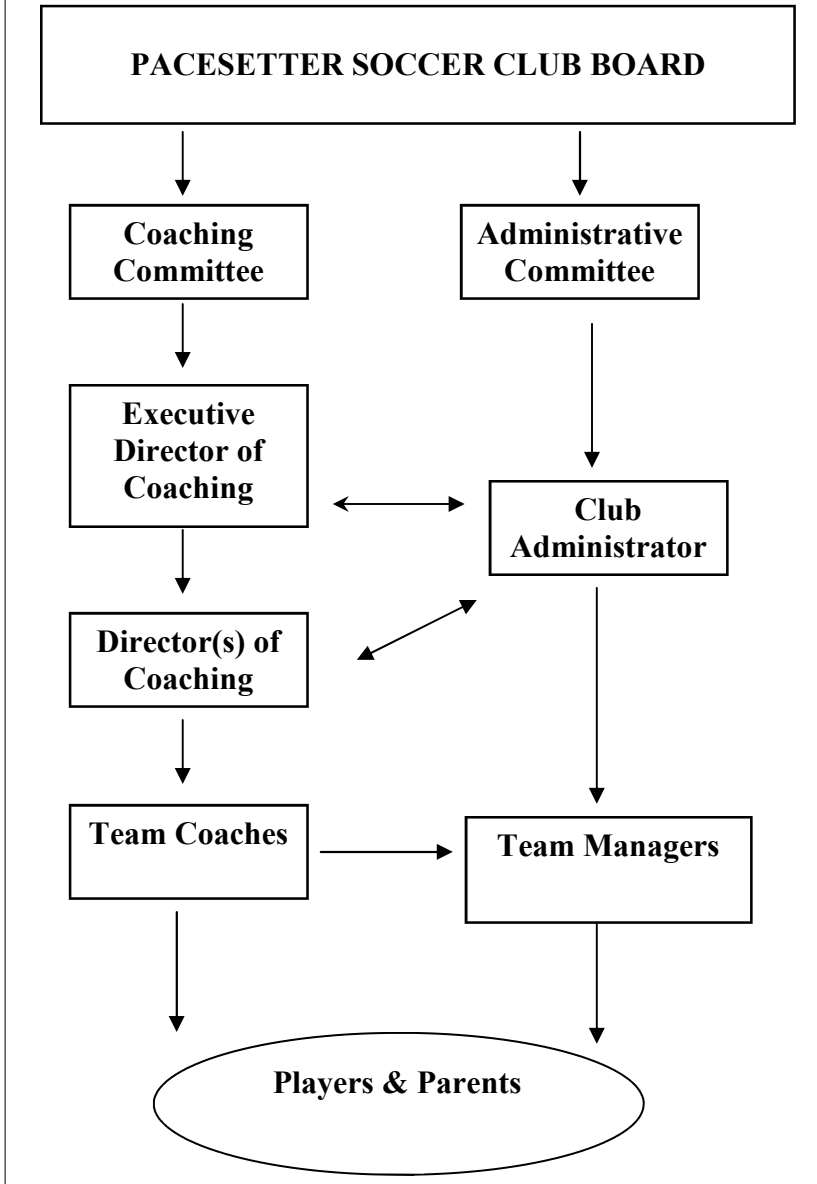 PACESETTER SOCCER CLUB BOARD
Coaching
Committee
Administrative
Committee
Executive
Director of
Coaching
Club
Administrator
Director(s) of
Coaching
Team Coaches
Team Managers
Players & Parents